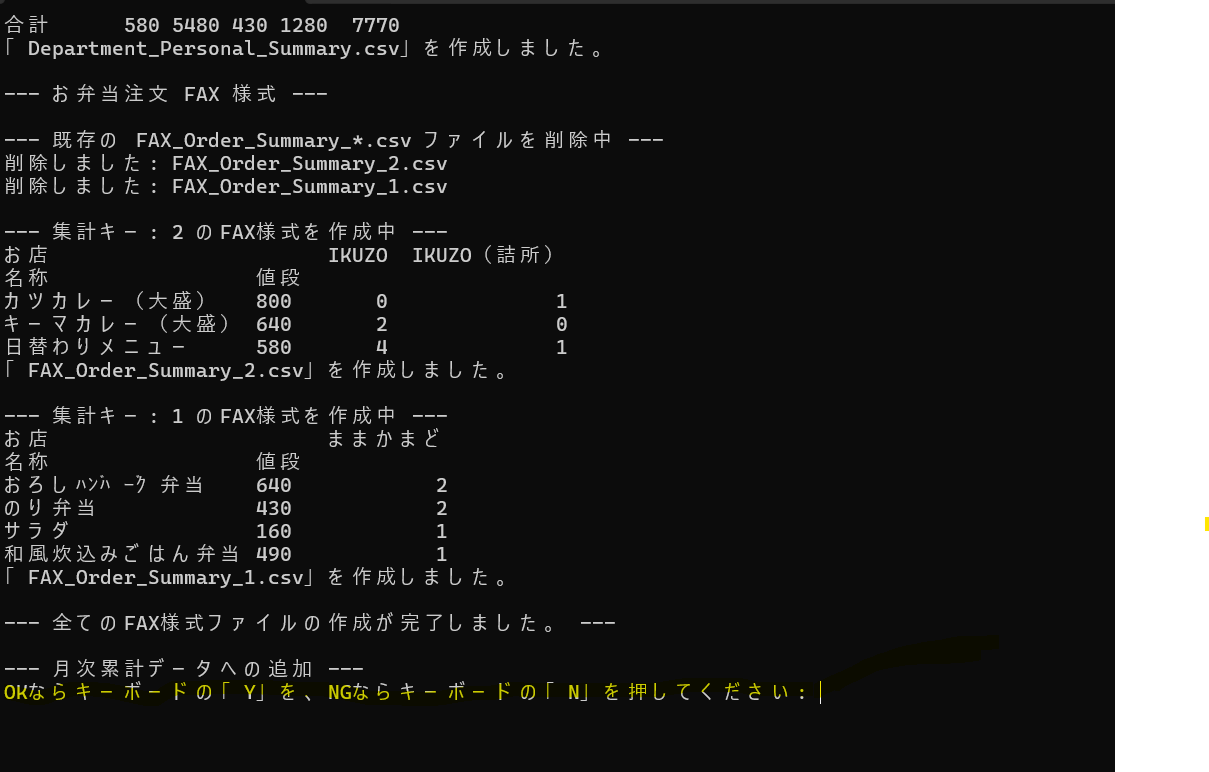 合計 580 5480 430 1280 7770
「Department_Personal_Summary.csv」を作成しました。
--- お弁当注文 FAX 様式 ---
--- 既存の FAX_Order_Summary_*.csv ファイルを削除中 ---
削除しました: FAX_Order_Summary_2.csv
削除しました: FAX_Order_Summary_1.csv
--- 集計キー: 2 のFAX様式を作成中 ---
お店 IKUZO IKUZO（詰所）
名称 値段
カツカレー（大盛） 800 0 1
キーマカレー（大盛） 640 2 0
日替わりメニュー 580 4 1
「FAX_Order_Summary_2.csv」を作成しました。
--- 集計キー: 1 のFAX様式を作成中 ---
お店 ままかまど
名称 値段
おろしﾊﾝﾊﾞｰｸﾞ弁当 640 2
のり弁当 430 2
サラダ 160 1
和風炊込みごはん弁当 490 1
「FAX_Order_Summary_1.csv」を作成しました。
--- 全てのFAX様式ファイルの作成が完了しました。 ---
--- 月次累計データへの追加 ---
OKならキーボードの「Y」を、NGならキーボードの「N」を押してください: